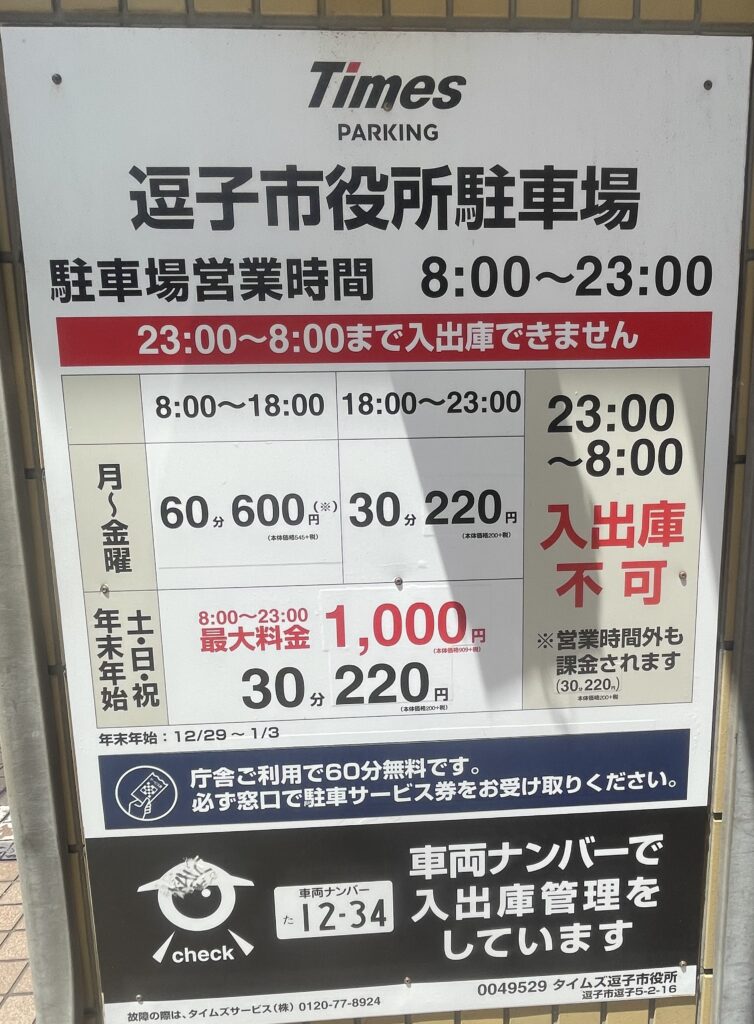 Times
PARKING
逗子市役所駐車場
駐車場営業時間 8:00～23:00
23:00～8:00まで入出庫できません
8:00～18:00 18:00～23:00 23:00
～8:00
月～金曜 60分 600円(※) 30分 220円
(本体価格545+税) (本体価格200+税)
入出庫
不可
※営業時間外も
課金されます
(30分220円)
本体価格200+税
土・日・祝
年末年始
8:00～23:00
最大料金 1,000円
(本体価格909+税)
30分 220円
(本体価格200+税)
年末年始：12/29～1/3
庁舎ご利用で60分無料です。
必ず窓口で駐車サービス券をお受け取りください。
check
車両ナンバー
た 12-34
車両ナンバーで
入出庫管理を
しています
0049529 タイムズ逗子市役所
逗子市逗子5-2-16
故障の際は、タイムズサービス(株) 0120-77-8924